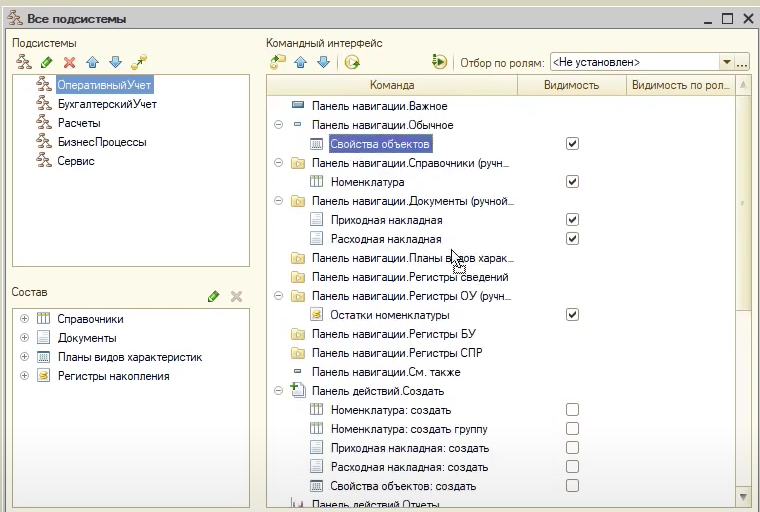 Все подсистемы
Подсистемы
ОперативныйУчет
БухгалтерскийУчет
Расчеты
БизнесПроцессы
Сервис
Состав
Справочники
Документы
Планы видов характеристик
Регистры накопления
Командный интерфейс
Отбор по ролям: <Не установлен>
Команда Видимость Видимость по рол...
Панель навигации.Важное
Панель навигации.Обычное
Свойства объектов
Панель навигации.Справочники (ручн...
Номенклатура
Панель навигации.Документы (ручной...
Приходная накладная
Расходная накладная
Панель навигации.Планы видов харак...
Панель навигации.Регистры сведений
Панель навигации.Регистры ОУ (ручн...
Остатки номенклатуры
Панель навигации.Регистры БУ
Панель навигации.Регистры СПР
Панель навигации.См. также
Панель действий.Создать
Номенклатура: создать
Номенклатура: создать группу
Приходная накладная: создать
Расходная накладная: создать
Свойства объектов: создать
Панель действий.Отчеты